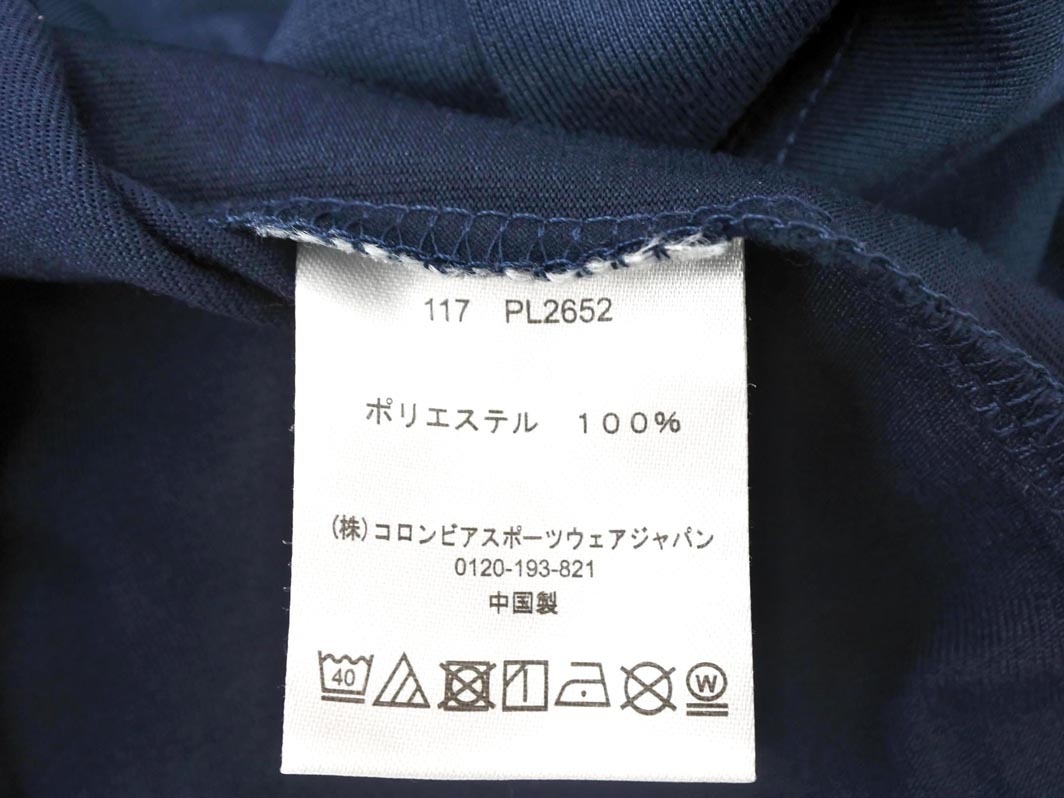 117 PL2652
ポリエステル １００%
(株)コロンビアスポーツウェアジャパン
0120-193-821
中国製
40 W